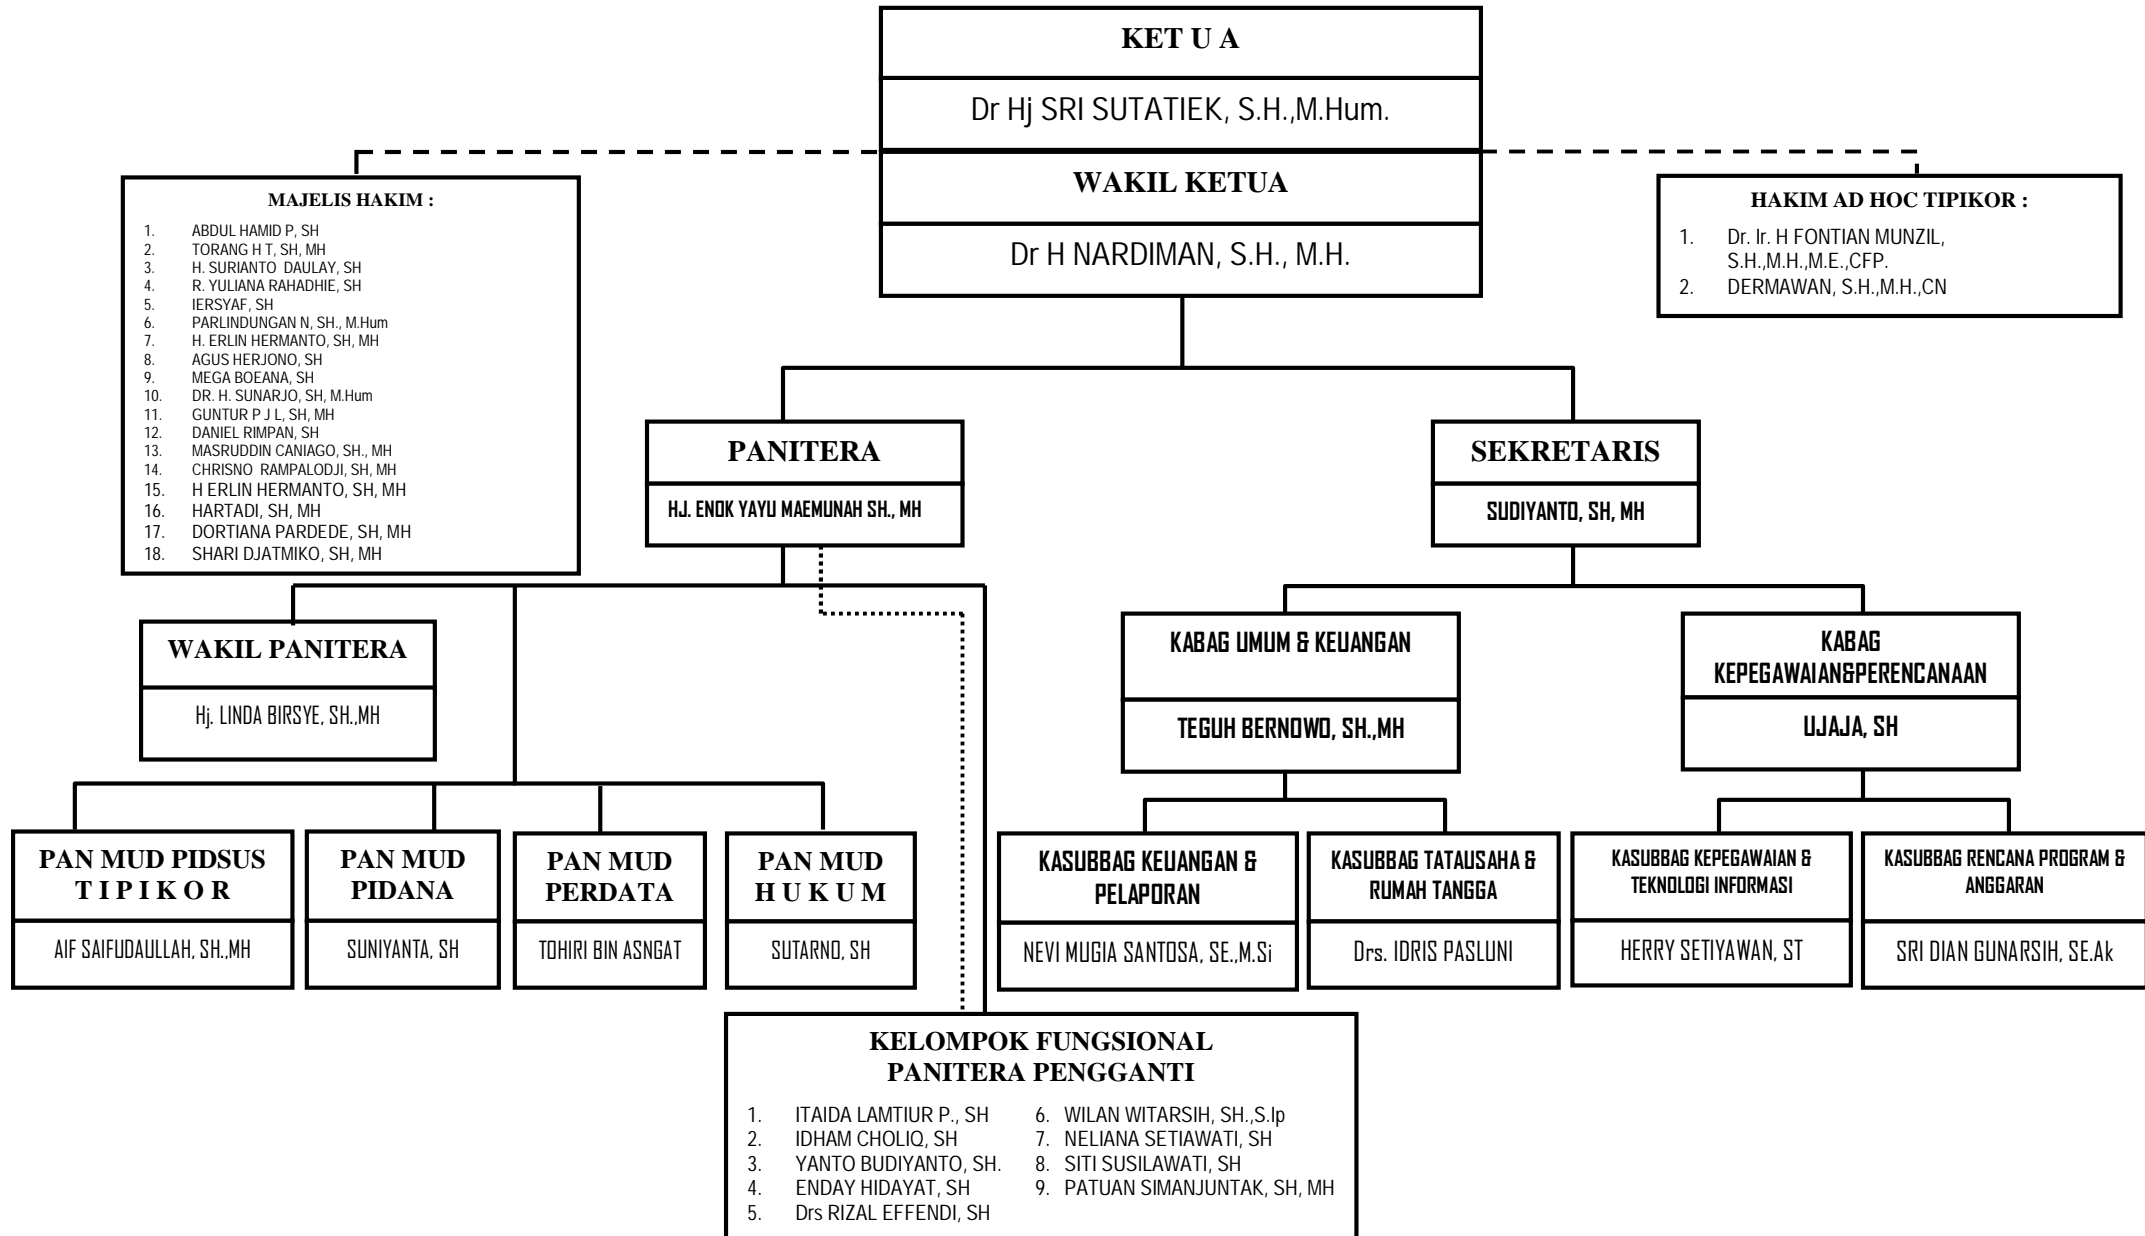 KET U A
Dr Hj SRI SUTATIEK, S.H.,M.Hum.
WAKIL KETUA
Dr H NARDIMAN, S.H., M.H.
MAJELIS HAKIM :
1. ABDUL HAMID P, SH
2. TORANG H T, SH, MH
3. H. SURIANTO DAULAY, SH
4. R. YULIANA RAHADHIE, SH
5. IERSYAF, SH
6. PARLINDUNGAN N, SH., M.Hum
7. H. ERLIN HERMANTO, SH, MH
8. AGUS HERJONO, SH
9. MEGA BOEANA, SH
10. DR. H. SUNARJO, SH, M.Hum
11. GUNTUR P J L, SH, MH
12. DANIEL RIMPAN, SH
13. MASRUDDIN CANIAGO, SH., MH
14. CHRISNO RAMPALODJI, SH, MH
15. H ERLIN HERMANTO, SH, MH
16. HARTADI, SH, MH
17. DORTIANA PARDEDE, SH, MH
18. SHARI DJATMIKO, SH, MH
HAKIM AD HOC TIPIKOR :
1. Dr. Ir. H FONTIAN MUNZIL,
S.H.,M.H.,M.E.,CFP.
2. DERMAWAN, S.H.,M.H.,CN
PANITERA
HJ. ENOK YAYU MAEMUNAH SH., MH
SEKRETARIS
SUDIYANTO, SH, MH
WAKIL PANITERA
Hj. LINDA BIRSYE, SH.,MH
KABAG UMUM & KEUANGAN
TEGUH BERNOWO, SH.,MH
KABAG
KEPEGAWAIAN&PERENCANAAN
UJAJA, SH
PAN MUD PIDSUS
T I P I K O R
AIF SAIFUDAULLAH, SH.,MH
PAN MUD
PIDANA
SUNIYANTA, SH
PAN MUD
PERDATA
TOHIRI BIN ASNGAT
PAN MUD
H U K U M
SUTARNO, SH
KASUBBAG KEUANGAN &
PELAPORAN
NEVI MUGIA SANTOSA, SE.,M.Si
KASUBBAG TATAUSAHA &
RUMAH TANGGA
Drs. IDRIS PASLUNI
KASUBBAG KEPEGAWAIAN &
TEKNOLOGI INFORMASI
HERRY SETIYAWAN, ST
KASUBBAG RENCANA PROGRAM &
ANGGARAN
SRI DIAN GUNARSIH, SE.Ak
KELOMPOK FUNGSIONAL
PANITERA PENGGANTI
1. ITAIDA LAMTIUR P., SH
2. IDHAM CHOLIQ, SH
3. YANTO BUDIYANTO, SH.
4. ENDAY HIDAYAT, SH
5. Drs RIZAL EFFENDI, SH
6. WILAN WITARSIH, SH.,S.Ip
7. NELIANA SETIAWATI, SH
8. SITI SUSILAWATI, SH
9. PATUAN SIMANJUNTAK, SH, MH